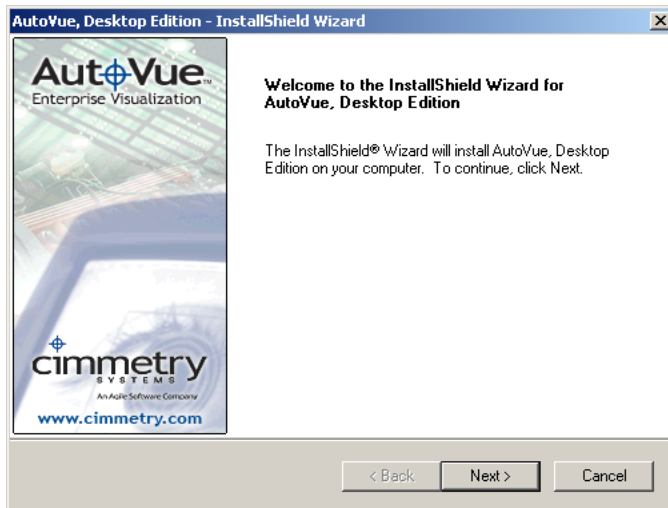 AutoVue, Desktop Edition - InstallShield Wizard
AutoVue™
Enterprise Visualization
Welcome to the InstallShield Wizard for
AutoVue, Desktop Edition
The InstallShield® Wizard will install AutoVue, Desktop
Edition on your computer. To continue, click Next.
cimmetry
SYSTEMS
An Agile Software Company
www.cimmetry.com
< Back
Next >
Cancel